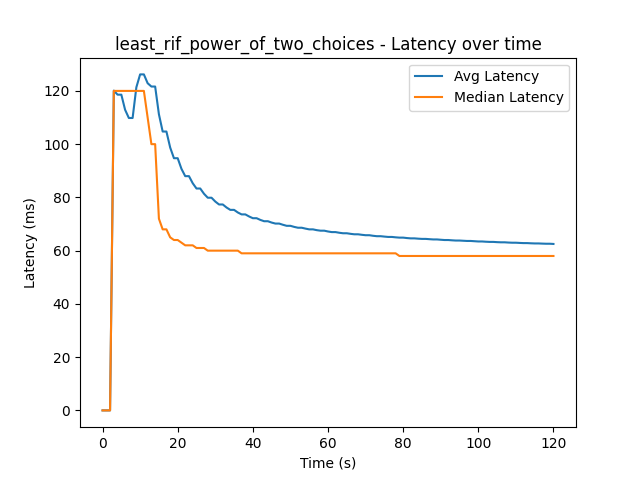 least_rif_power_of_two_choices - Latency over time
Avg Latency
Median Latency
Latency (ms)
120
100
80
60
40
20
0
0 20 40 60 80 100 120
Time (s)